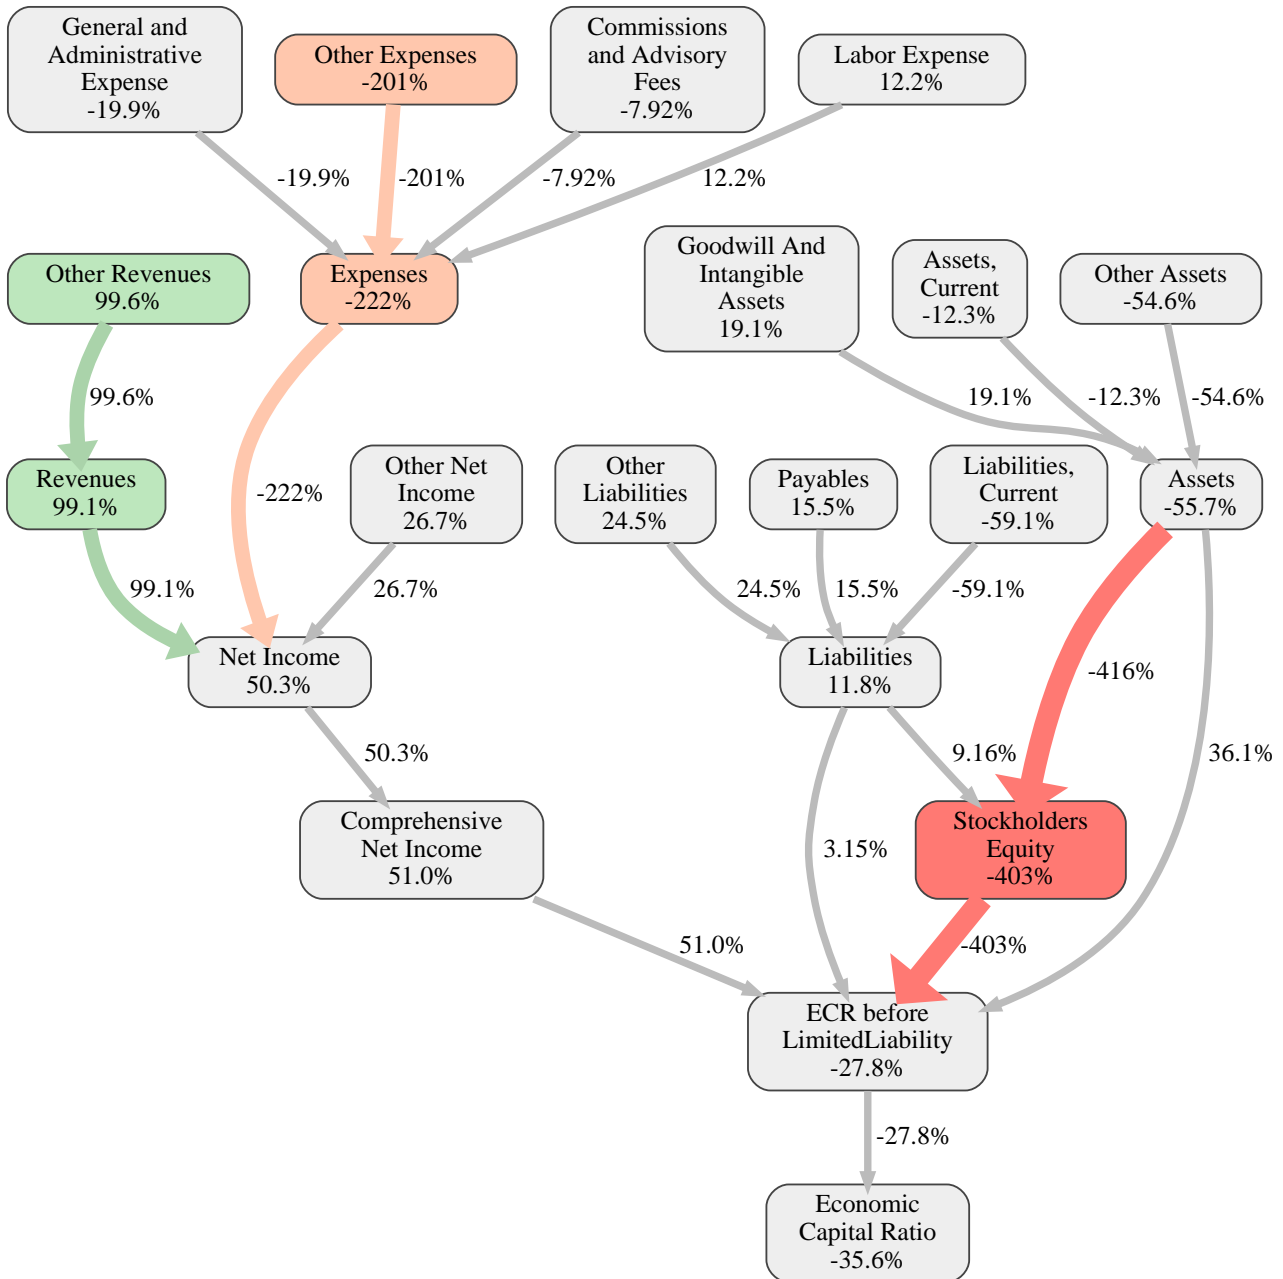 General and
Administrative
Expense
-19.9%
Other Expenses
-201%
Commissions
and Advisory
Fees
-7.92%
Labor Expense
12.2%
-19.9%
-201%
-7.92%
12.2%
Other Revenues
99.6%
Expenses
-222%
Goodwill And
Intangible
Assets
19.1%
Assets,
Current
-12.3%
Other Assets
-54.6%
99.6%
19.1%
-12.3%
-54.6%
Revenues
99.1%
-222%
Other Net
Income
26.7%
Other
Liabilities
24.5%
Payables
15.5%
Liabilities,
Current
-59.1%
Assets
-55.7%
99.1%
26.7%
24.5%
15.5%
-59.1%
Net Income
50.3%
Liabilities
11.8%
-416%
50.3%
9.16%
36.1%
Comprehensive
Net Income
51.0%
3.15%
Stockholders
Equity
-403%
51.0%
-403%
ECR before
LimitedLiability
-27.8%
-27.8%
Economic
Capital Ratio
-35.6%